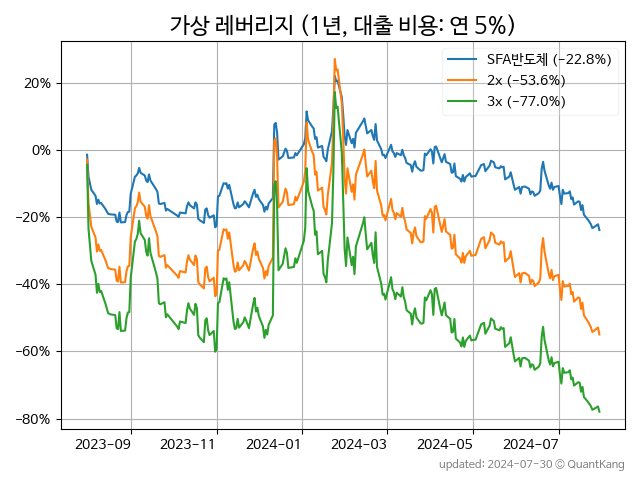 가상 레버리지 (1년, 대출 비용: 연 5%)
SFA반도체 (−22.8%)
2x (−53.6%)
3x (−77.0%)
20%
0%
−20%
−40%
−60%
−80%
2023-09 2023-11 2024-01 2024-03 2024-05 2024-07
updated: 2024-07-30 © QuantKang